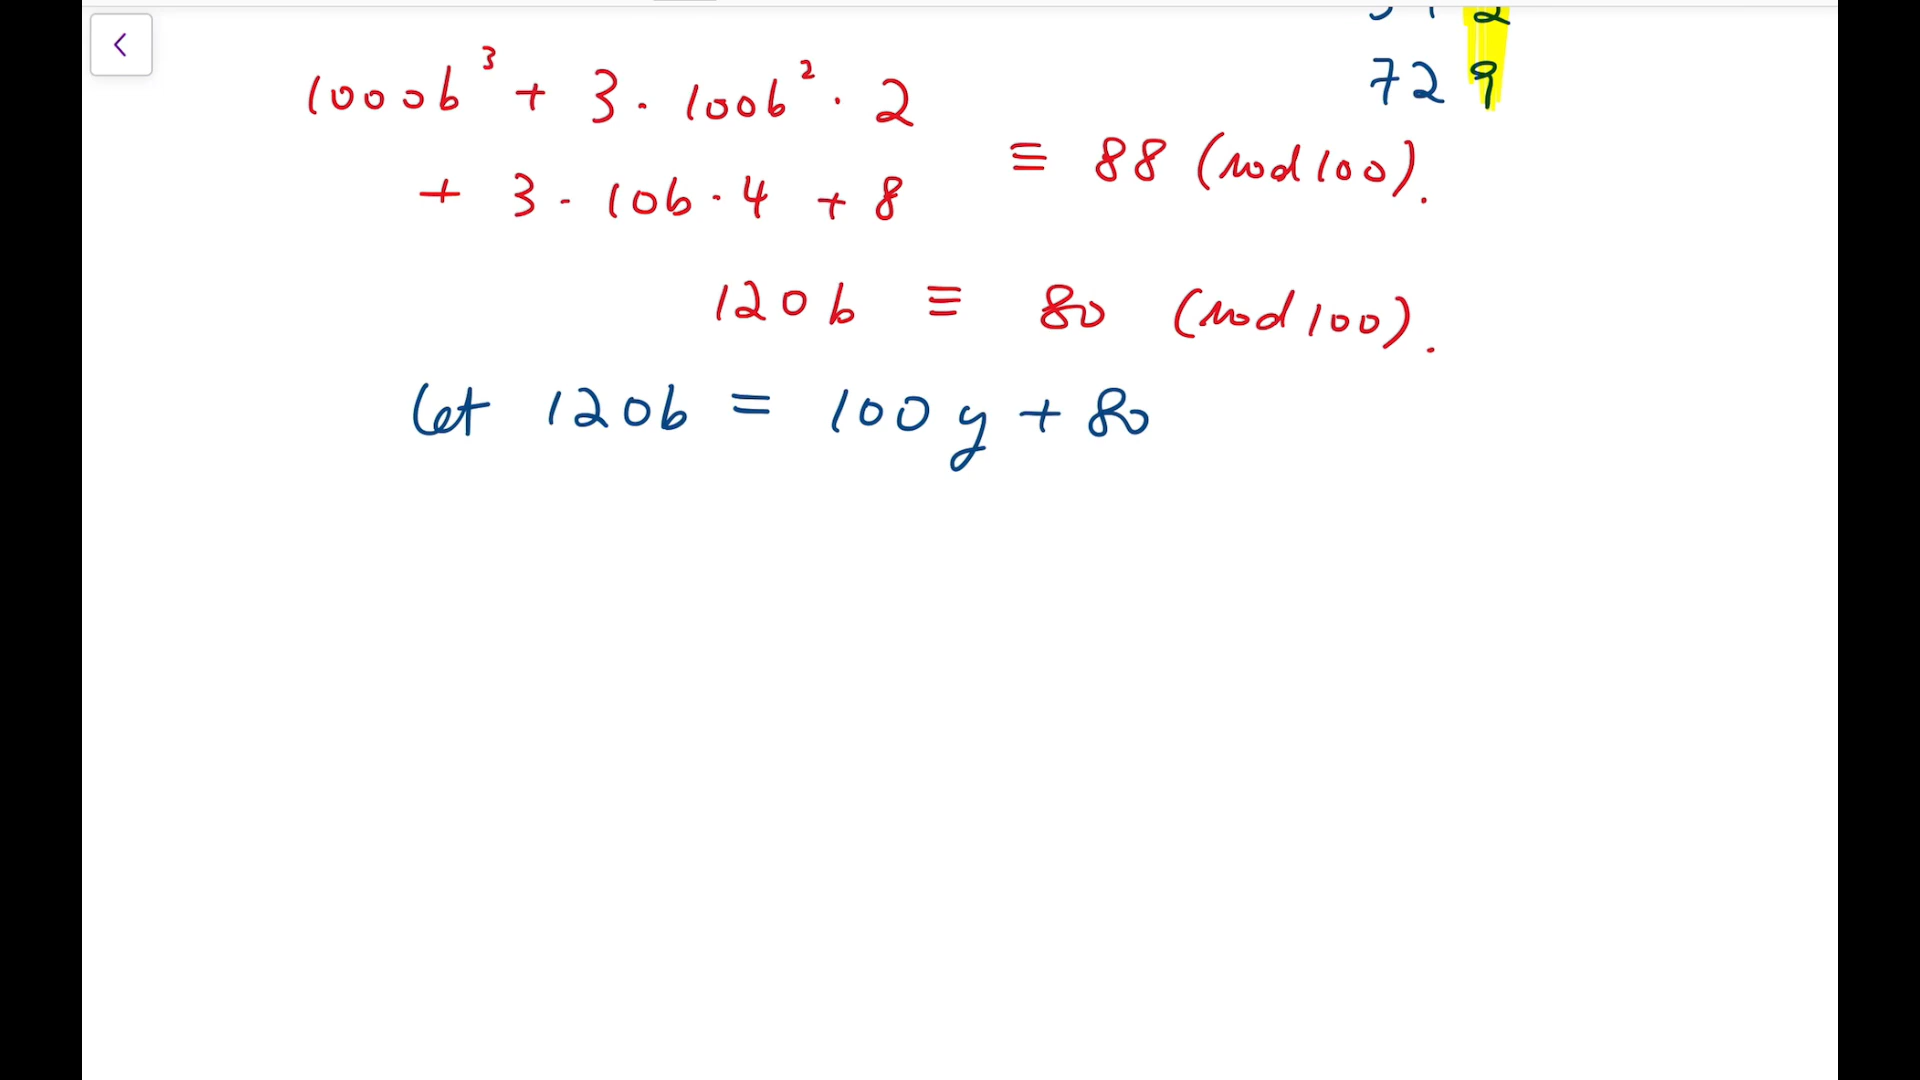 729
1000b³ + 3 · 100b² · 2
+ 3 · 10b · 4 + 8 ≡ 88 (mod 100).
120b ≡ 80 (mod 100).
Let 120b = 100y + 80